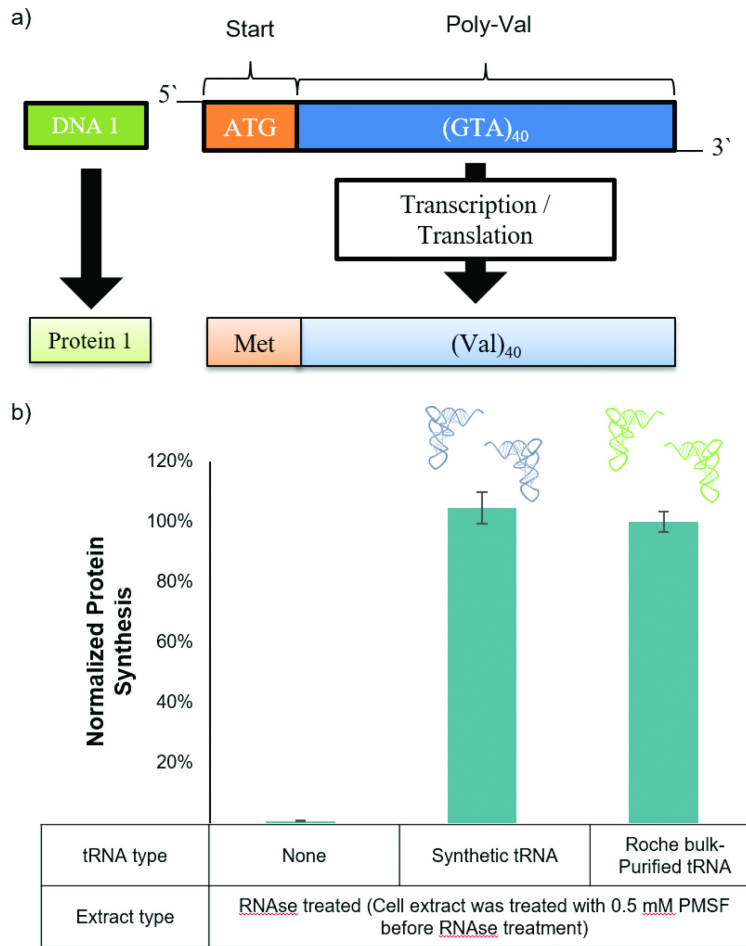 a)
Start
Poly-Val
5`
DNA 1
ATG
(GTA)40
3`
Transcription /
Translation
Protein 1
Met
(Val)40
b)
Normalized Protein
Synthesis
120%
100%
80%
60%
40%
20%
tRNA type
None
Synthetic tRNA
Roche bulk-
Purified tRNA
Extract type
RNAse treated (Cell extract was treated with 0.5 mM PMSF
before RNAse treatment)